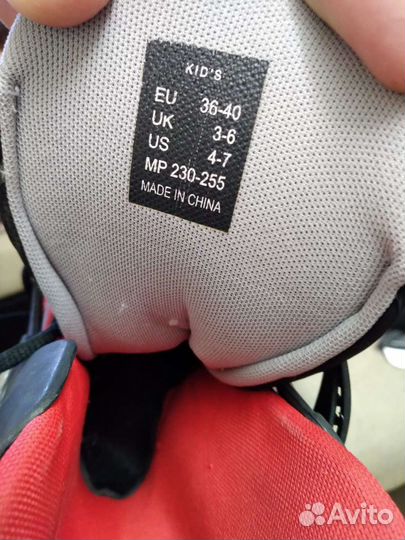 KID'S
EU 36-40
UK 3-6
US 4-7
MP 230-255
MADE IN CHINA
Avito